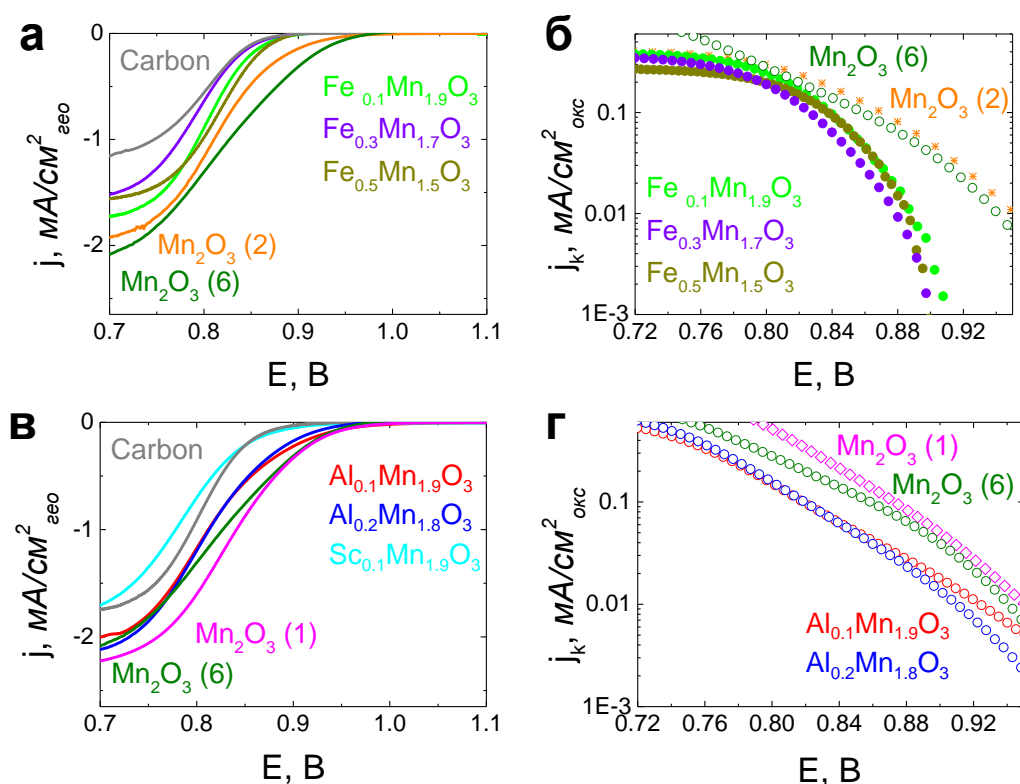 а
Carbon
Fe0.1Mn1.9O3
Fe0.3Mn1.7O3
Fe0.5Mn1.5O3
Mn2O3 (2)
Mn2O3 (6)
j, мА/см2гео
0
-1
-2
0.7 0.8 0.9 1.0 1.1
E, В
б
Mn2O3 (6)
Mn2O3 (2)
Fe0.1Mn1.9O3
Fe0.3Mn1.7O3
Fe0.5Mn1.5O3
jk, мА/см2окс
0.1
0.01
1E-3
0.72 0.76 0.80 0.84 0.88 0.92
E, В
в
Carbon
Al0.1Mn1.9O3
Al0.2Mn1.8O3
Sc0.1Mn1.9O3
Mn2O3 (1)
Mn2O3 (6)
j, мА/см2гео
0
-1
-2
0.7 0.8 0.9 1.0 1.1
E, В
г
Mn2O3 (1)
Mn2O3 (6)
Al0.1Mn1.9O3
Al0.2Mn1.8O3
jk, мА/см2окс
0.1
0.01
1E-3
0.72 0.76 0.80 0.84 0.88 0.92
E, В